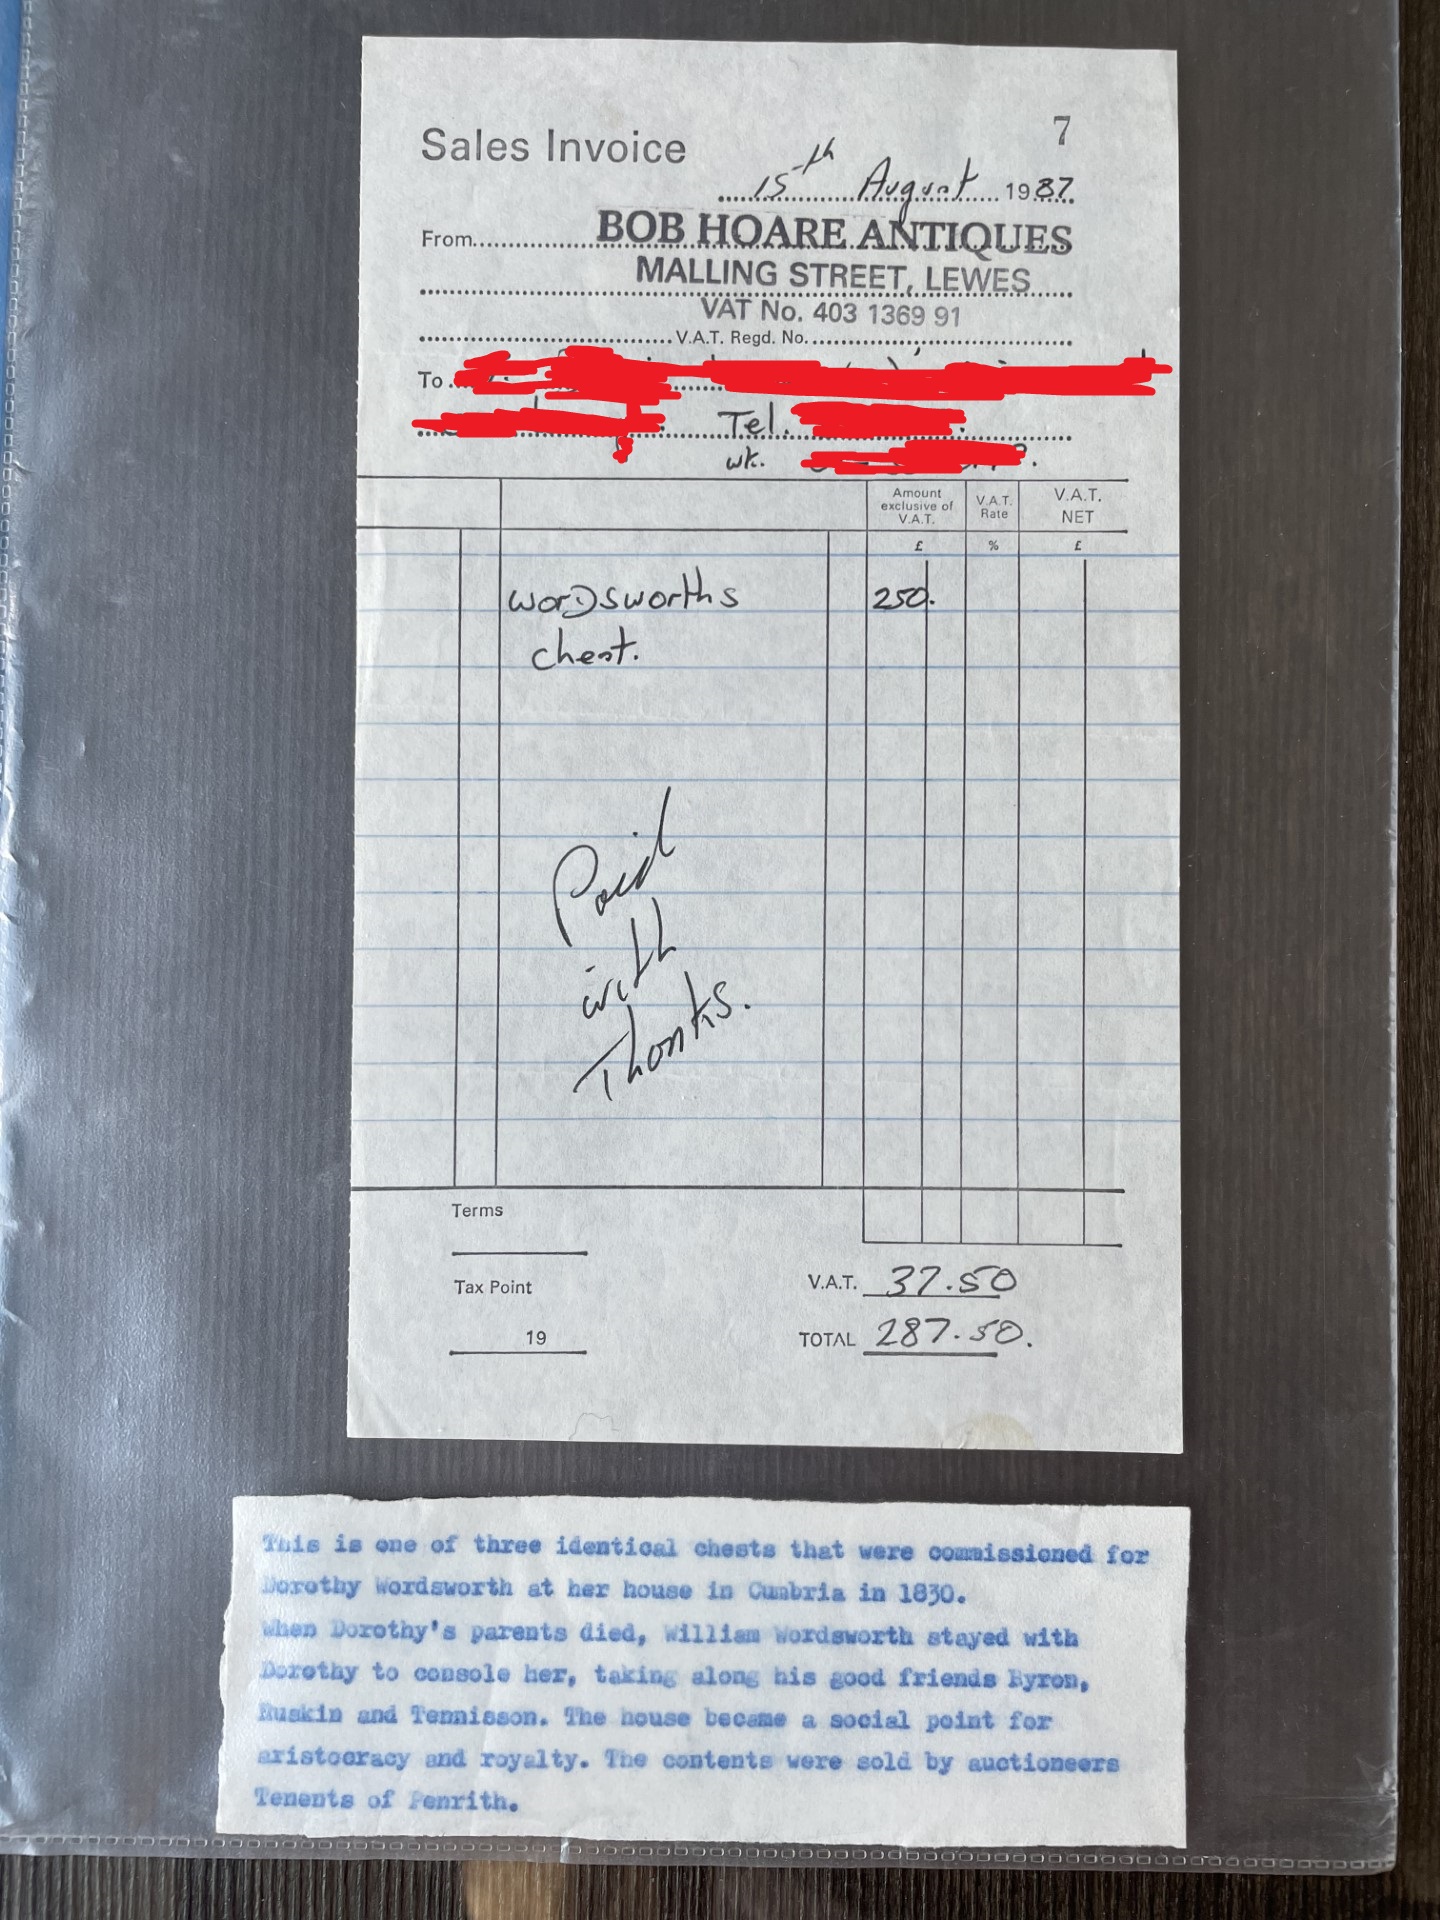 7
Sales Invoice
15th August 1987
From BOB HOARE ANTIQUES
MALLING STREET, LEWES
VAT No. 403 1369 91
V.A.T. Regd. No.
To
Tel.
wk.
Amount exclusive of V.A.T. V.A.T. Rate V.A.T. NET
£ % £
WORDSWORTHS 250.
chest.
Paid
with
Thanks.
Terms
Tax Point V.A.T. 37.50
19 TOTAL 287.50.
This is one of three identical chests that were commissioned for
Dorothy Wordsworth at her house in Cumbria in 1830.
When Dorothy's parents died, William Wordsworth stayed with
Dorothy to console her, taking along his good friends Byron,
Ruskin and Tennisson. The house became a social point for
aristocracy and royalty. The contents were sold by auctioneers
Tenents of Penrith.